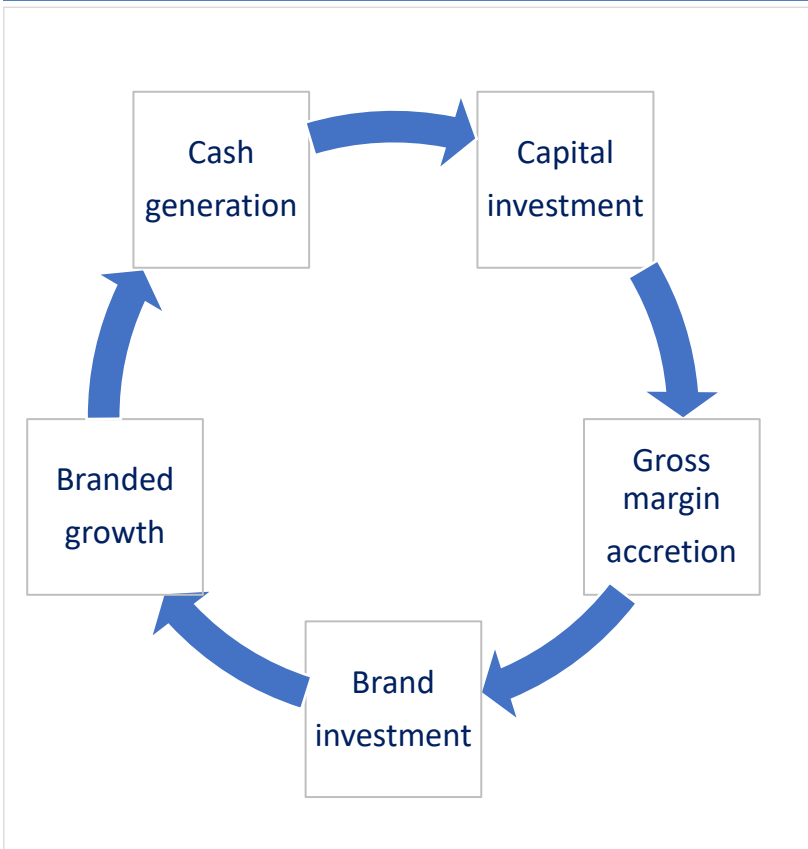 Cash
generation
Capital
investment
Gross
margin
accretion
Brand
investment
Branded
growth